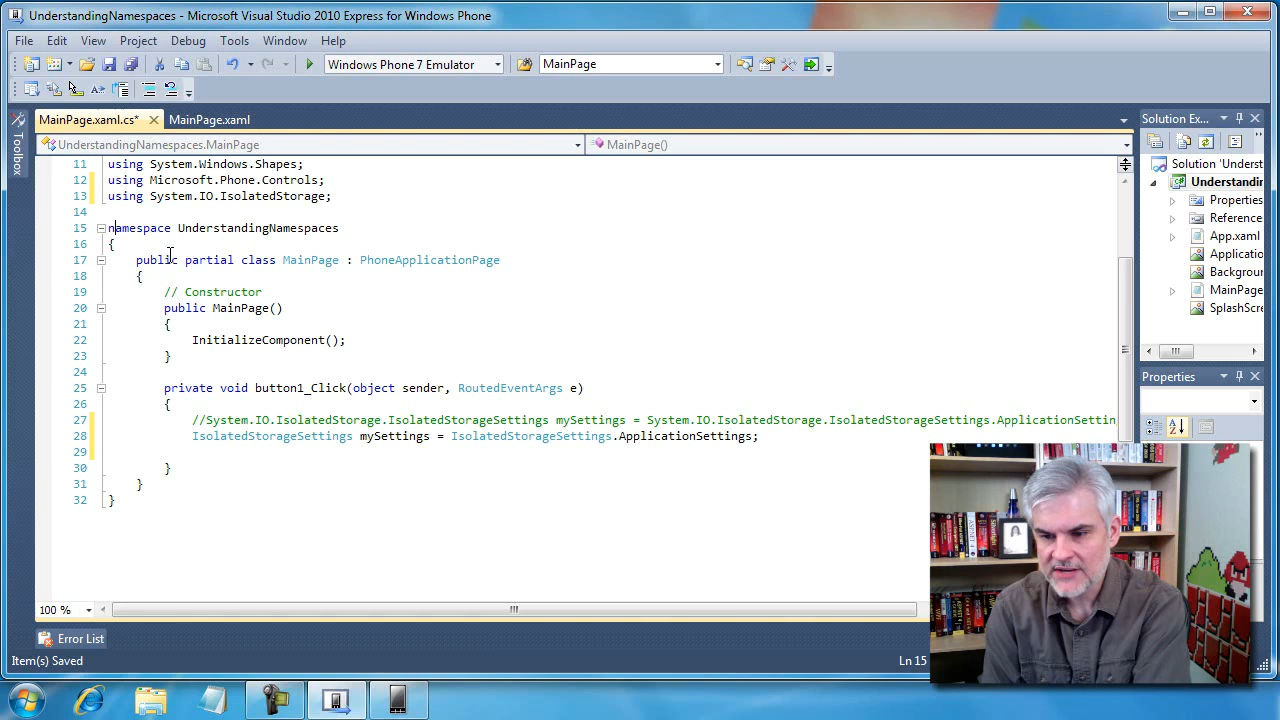 UnderstandingNamespaces - Microsoft Visual Studio 2010 Express for Windows Phone
File Edit View Project Debug Tools Window Help
Windows Phone 7 Emulator MainPage
MainPage.xaml.cs* MainPage.xaml
Solution Ex...
Toolbox
UnderstandingNamespaces.MainPage MainPage()
Solution 'Underst
Understandin
Properties
Reference
App.xaml
Applicatio
Backgroun
MainPage
SplashScre
11 using System.Windows.Shapes;
12 using Microsoft.Phone.Controls;
13 using System.IO.IsolatedStorage;
14
15 namespace UnderstandingNamespaces
16 {
17 public partial class MainPage : PhoneApplicationPage
18 {
19 // Constructor
20 public MainPage()
21 {
22 InitializeComponent();
23 }
24
25 private void button1_Click(object sender, RoutedEventArgs e)
26 {
27 //System.IO.IsolatedStorage.IsolatedStorageSettings mySettings = System.IO.IsolatedStorage.IsolatedStorageSettings.ApplicationSettin
28 IsolatedStorageSettings mySettings = IsolatedStorageSettings.ApplicationSettings;
29
30 }
31 }
32 }
Properties
100 %
Error List
Item(s) Saved Ln 15